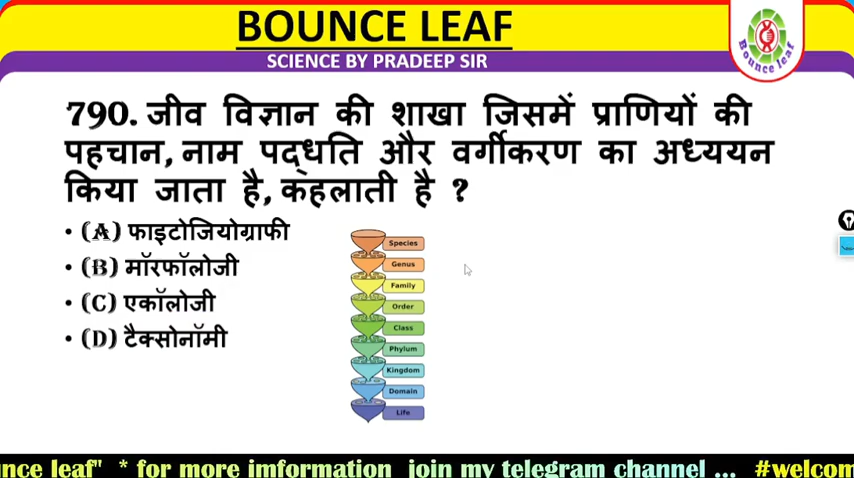 BOUNCE LEAF
SCIENCE BY PRADEEP SIR
Bounce leaf
790. जीव विज्ञान की शाखा जिसमें प्राणियों की
पहचान, नाम पद्धति और वर्गीकरण का अध्ययन
किया जाता है, कहलाती है ?
• (A) फाइटोजियोग्राफी
• (B) मॉरफॉलोजी
• (C) एकॉलोजी
• (D) टैक्सोनॉमी
Species
Genus
Family
Order
Class
Phylum
Kingdom
Domain
Life
nce leaf" * for more imformation join my telegram channel ... #welcom